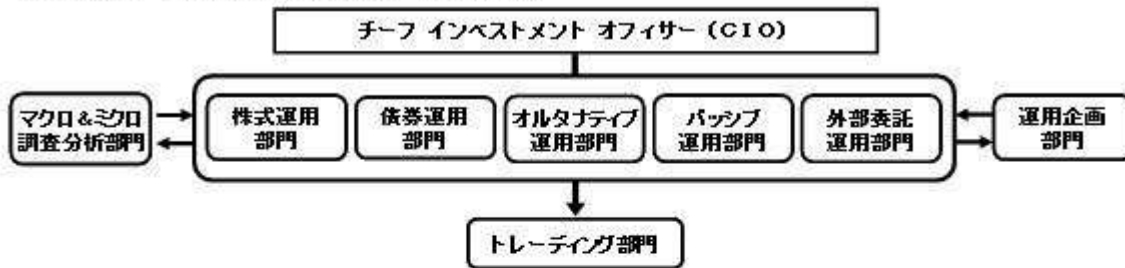 チーフ インベストメント オフィサー (CIO)
マクロ&ミクロ
調査分析部門
株式運用
部門
債券運用
部門
オルタナティブ
運用部門
パッシブ
運用部門
外部委託
運用部門
運用企画
部門
トレーディング部門